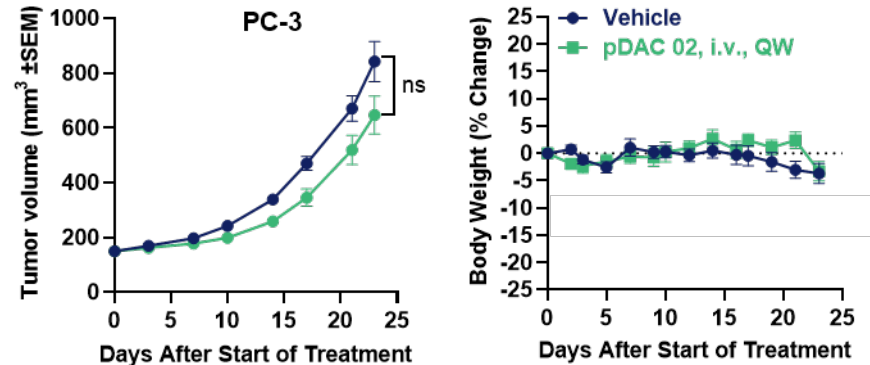 PC-3
Tumor volume (mm³ ±SEM)
1000
800
600
400
200
0
ns
0 5 10 15 20 25
Days After Start of Treatment
Vehicle
pDAC 02, i.v., QW
Body Weight (% Change)
25
20
15
10
5
0
-5
-10
-15
-20
-25
0 5 10 15 20 25
Days After Start of Treatment